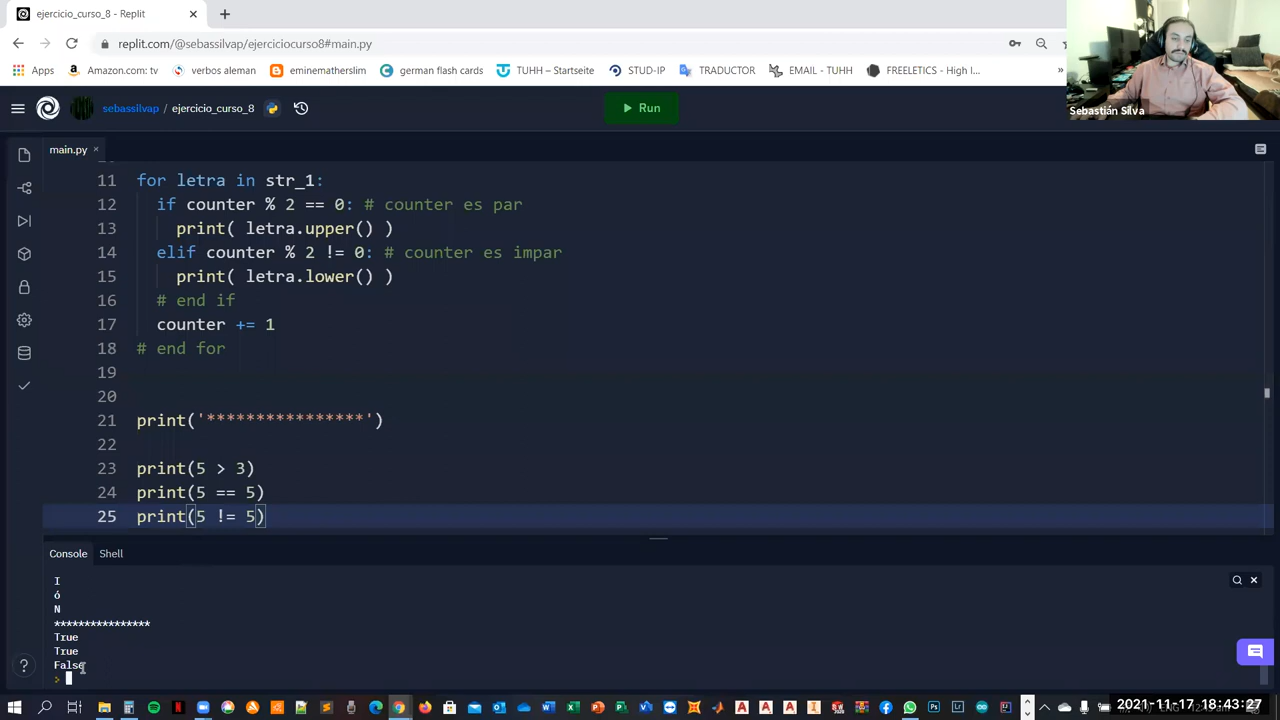 ejercicio_curso_8 - Replit
replit.com/@sebassilvap/ejerciciocurso8#main.py
Apps Amazon.com: tv verbos aleman eminemathers­lim german flash cards TUHH – Startseite STUD-IP TRADUCTOR EMAIL - TUHH FREELETICS - High I... »
Sebastián Silva
sebassilvap / ejercicio_curso_8 Run
main.py
11 for letra in str_1:
12 if counter % 2 == 0: # counter es par
13 print( letra.upper() )
14 elif counter % 2 != 0: # counter es impar
15 print( letra.lower() )
16 # end if
17 counter += 1
18 # end for
19
20
21 print('****************')
22
23 print(5 > 3)
24 print(5 == 5)
25 print(5 != 5)
Console Shell
I
ó
N
****************
True
True
False
>
2021-11-17 18:43:27